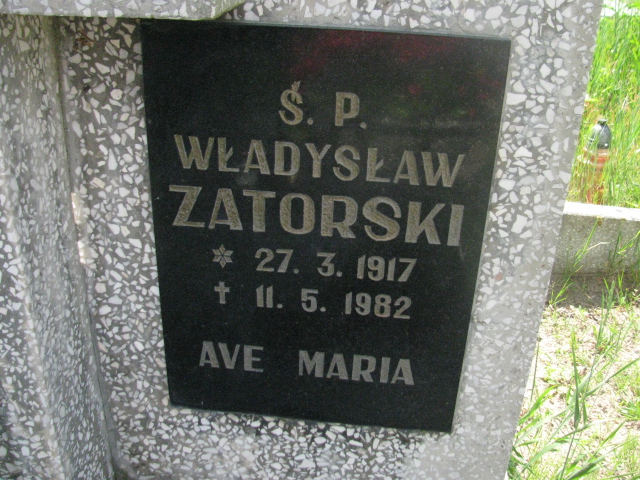 Ś. P.
WŁADYSŁAW
ZATORSKI
* 27. 3. 1917
† 11. 5. 1982
AVE MARIA